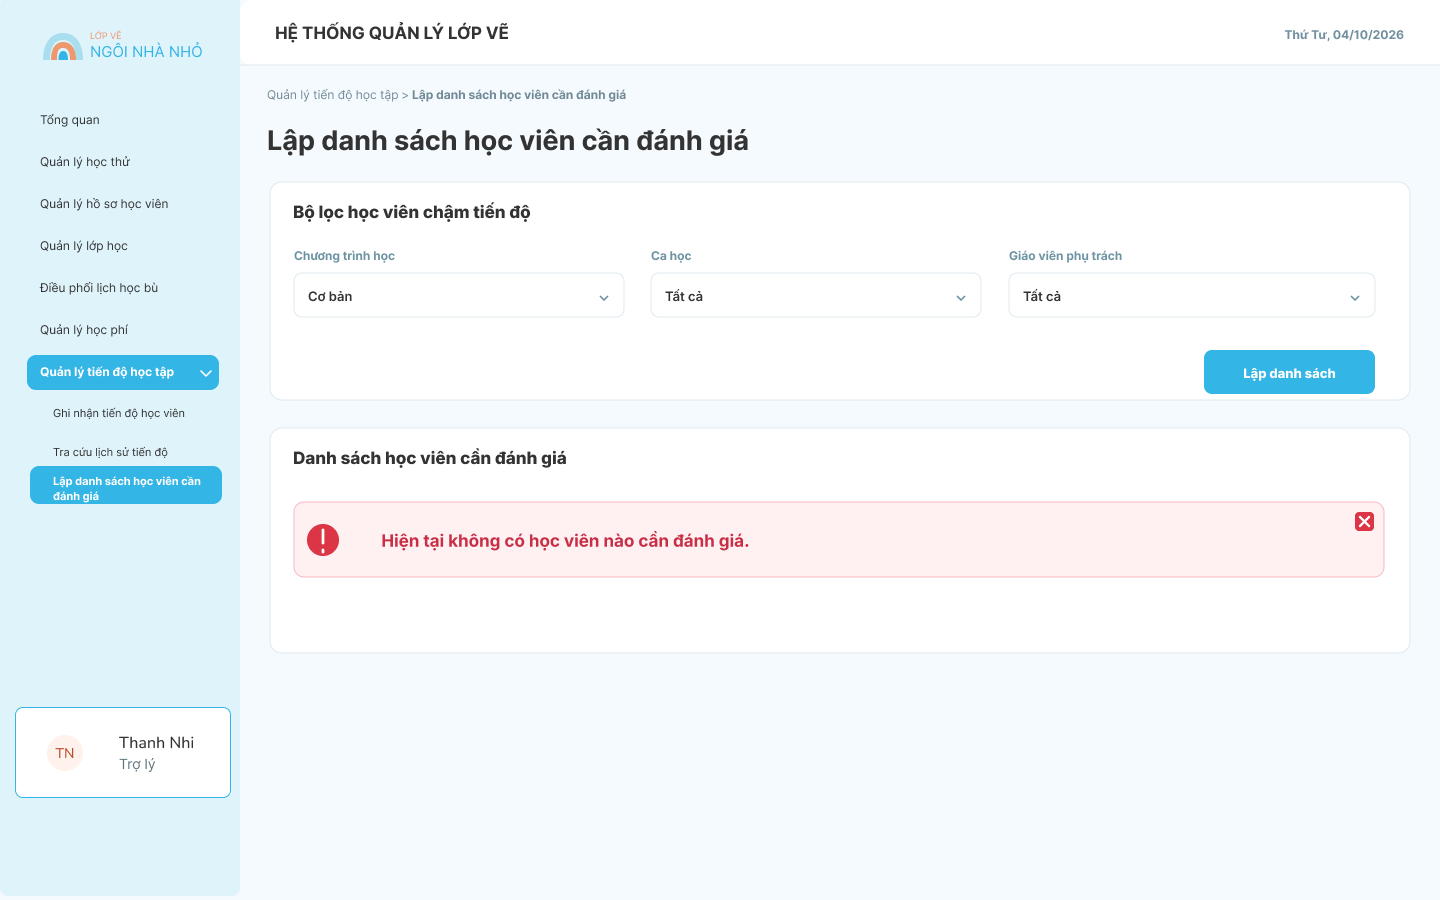 LỚP VẼ
NGÔI NHÀ NHỎ
HỆ THỐNG QUẢN LÝ LỚP VẼ
Thứ Tư, 04/10/2026
Tổng quan
Quản lý học thử
Quản lý hồ sơ học viên
Quản lý lớp học
Điều phối lịch học bù
Quản lý học phí
Quản lý tiến độ học tập
Ghi nhận tiến độ học viên
Tra cứu lịch sử tiến độ
Lập danh sách học viên cần
đánh giá
TN
Thanh Nhi
Trợ lý
Quản lý tiến độ học tập > Lập danh sách học viên cần đánh giá
Lập danh sách học viên cần đánh giá
Bộ lọc học viên chậm tiến độ
Chương trình học
Ca học
Giáo viên phụ trách
Cơ bản
Tất cả
Tất cả
Lập danh sách
Danh sách học viên cần đánh giá
Hiện tại không có học viên nào cần đánh giá.